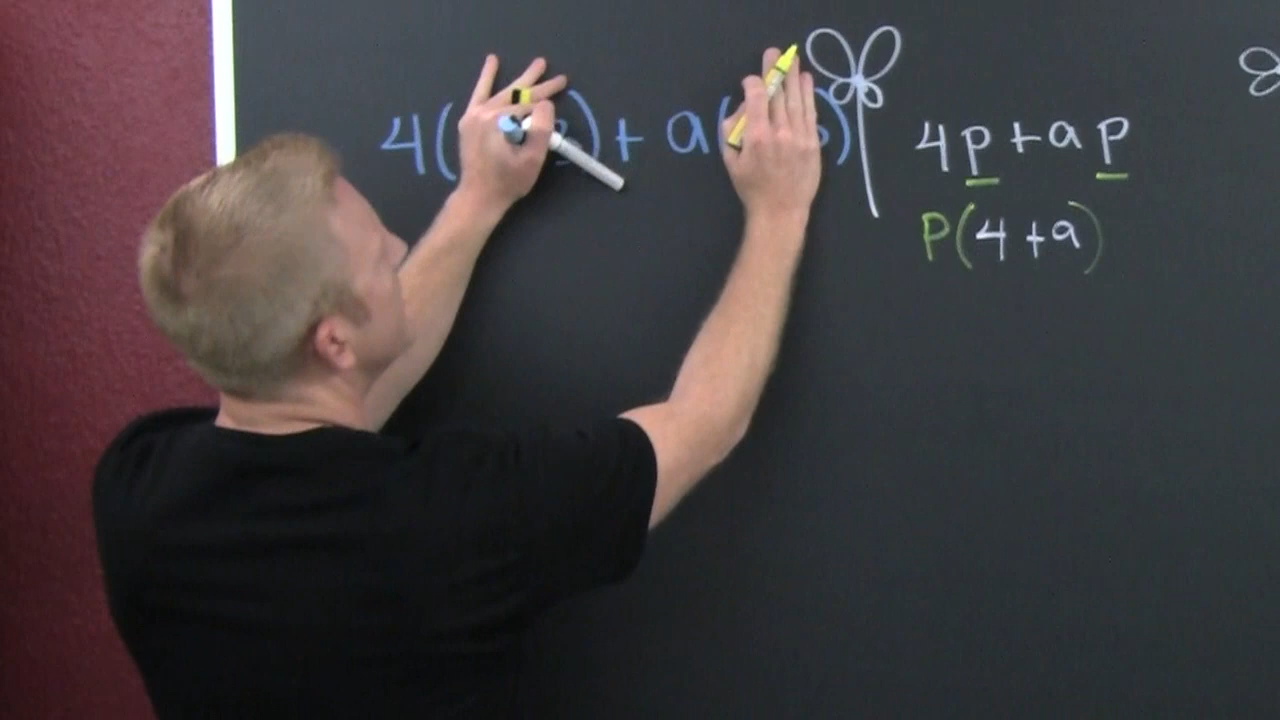 4( ) + a( )
4p + ap
P(4 + a)